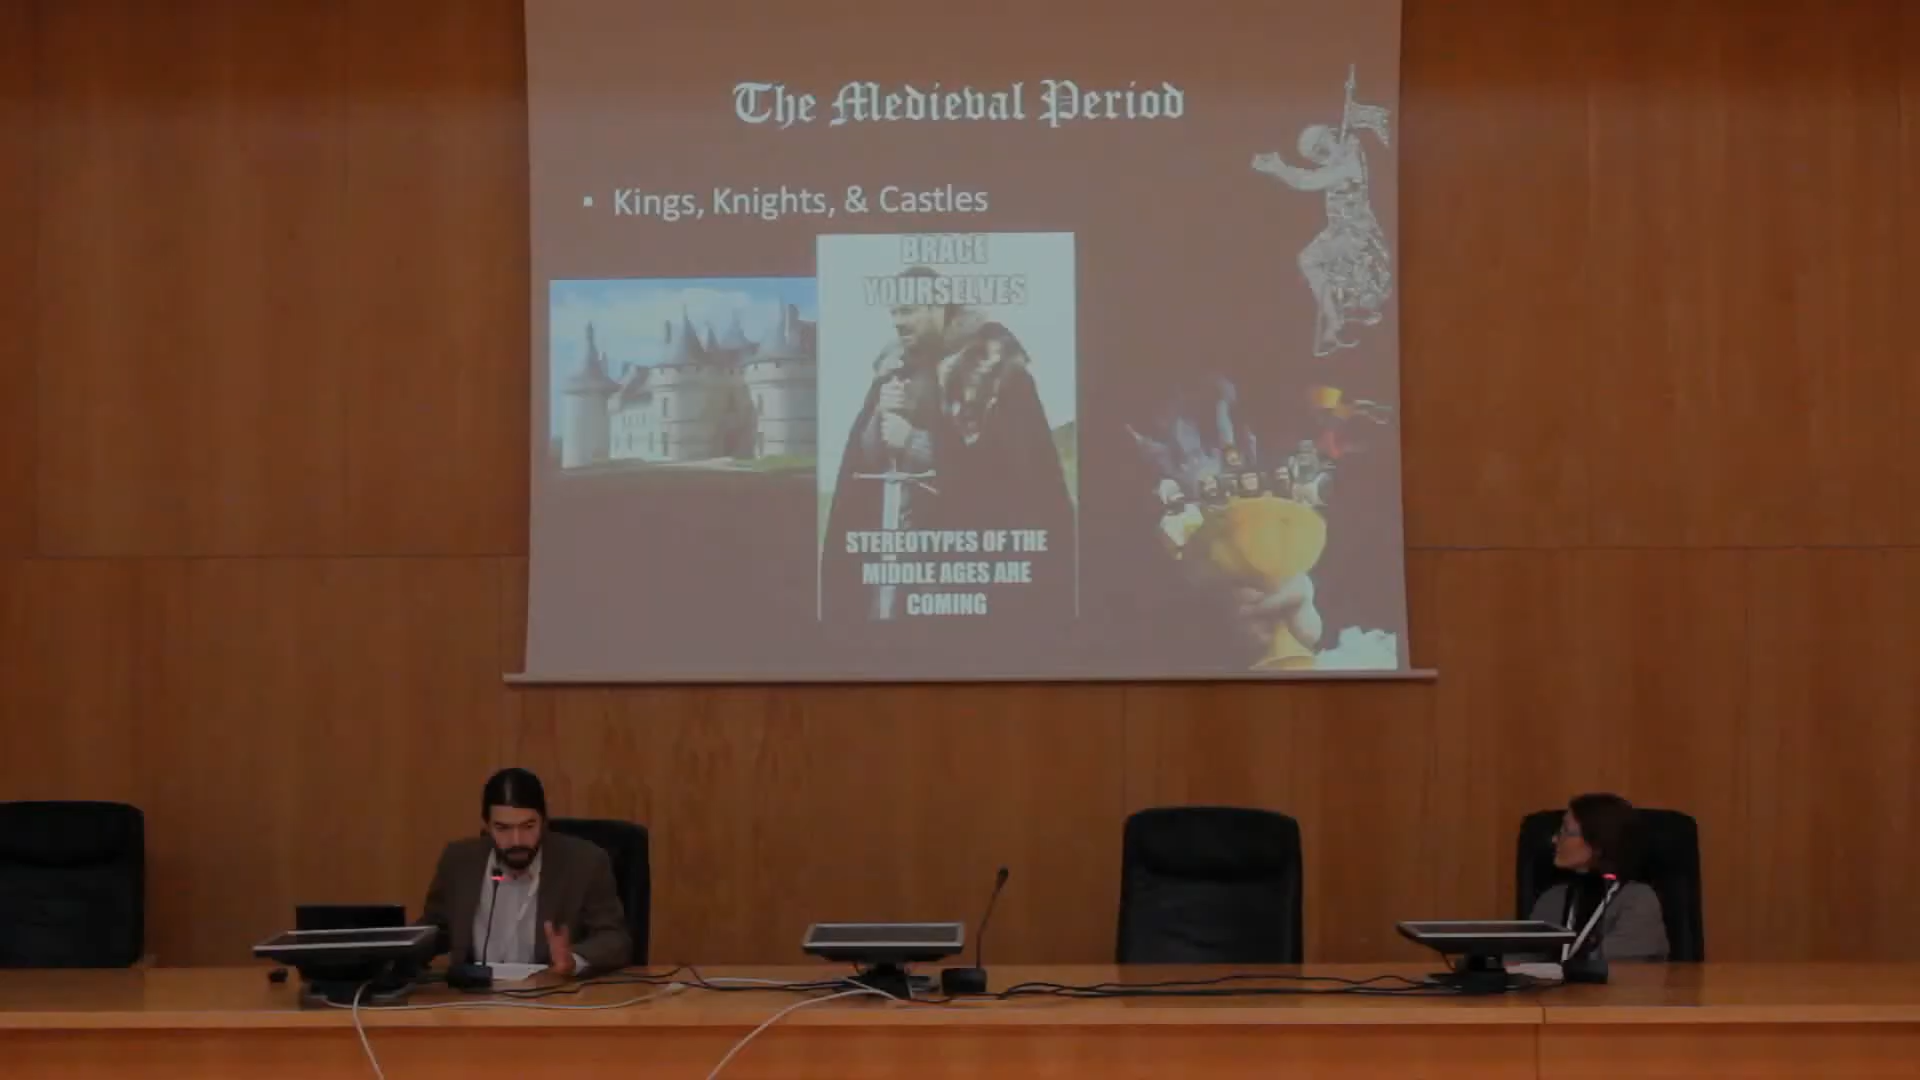 The Medieval Period
▪ Kings, Knights, & Castles
BRACE
YOURSELVES
STEREOTYPES OF THE
MIDDLE AGES ARE
COMING